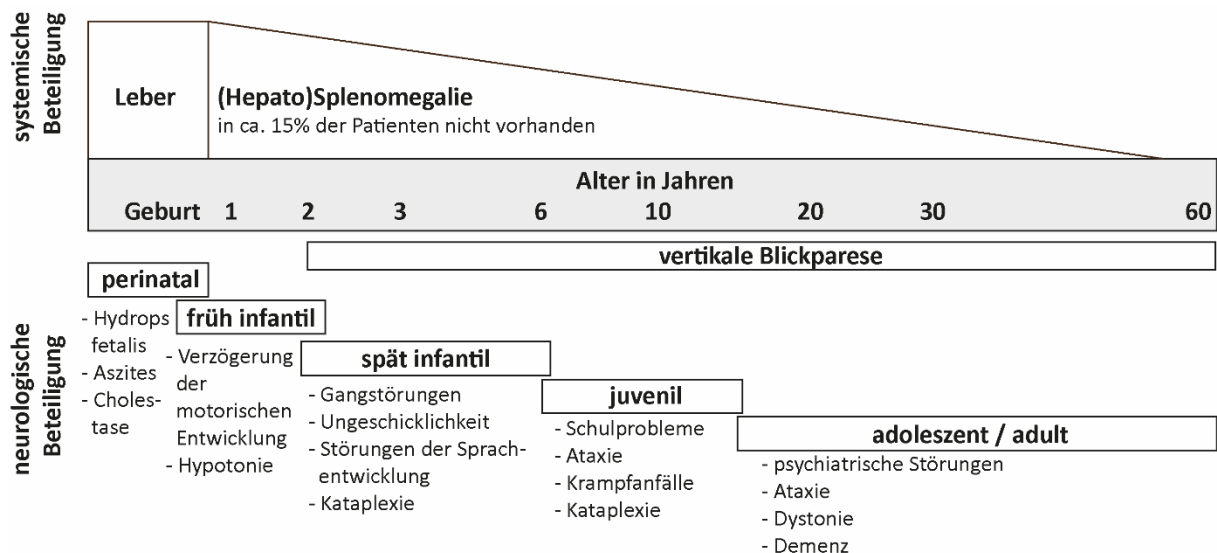 systemische
Beteiligung
Leber
(Hepato)Splenomegalie
in ca. 15% der Patienten nicht vorhanden
Alter in Jahren
Geburt 1 2 3 6 10 20 30 60
vertikale Blickparese
neurologische
Beteiligung
perinatal
- Hydrops
fetalis
- Aszites
- Choles-
tase
früh infantil
- Verzögerung
der
motorischen
Entwicklung
- Hypotonie
spät infantil
- Gangstörungen
- Ungeschicklichkeit
- Störungen der Sprach-
entwicklung
- Kataplexie
juvenil
- Schulprobleme
- Ataxie
- Krampfanfälle
- Kataplexie
adoleszent / adult
- psychiatrische Störungen
- Ataxie
- Dystonie
- Demenz